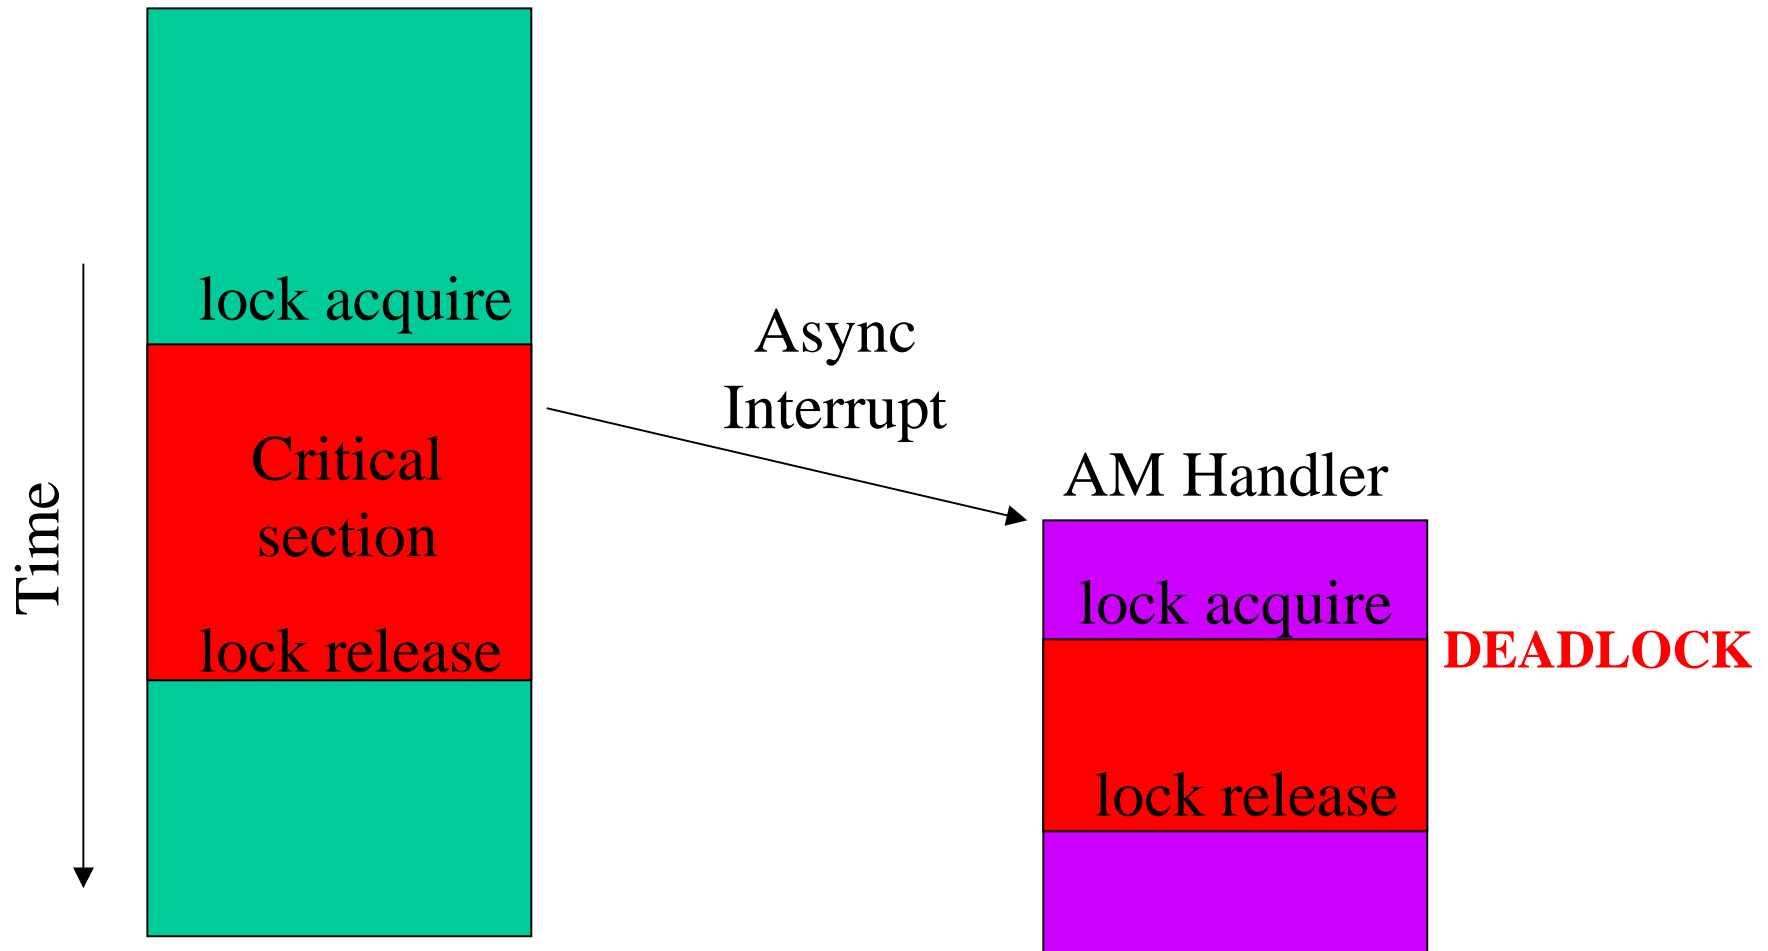 lock acquire
Critical
section
lock release
Time
Async
Interrupt
AM Handler
lock acquire
DEADLOCK
lock release